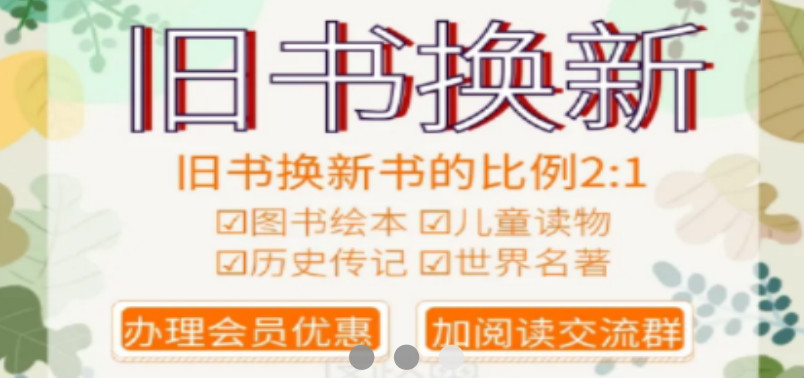 旧书换新
旧书换新书的比例2:1
☑图书绘本 ☑儿童读物
☑历史传记 ☑世界名著
办理会员优惠 加阅读交流群